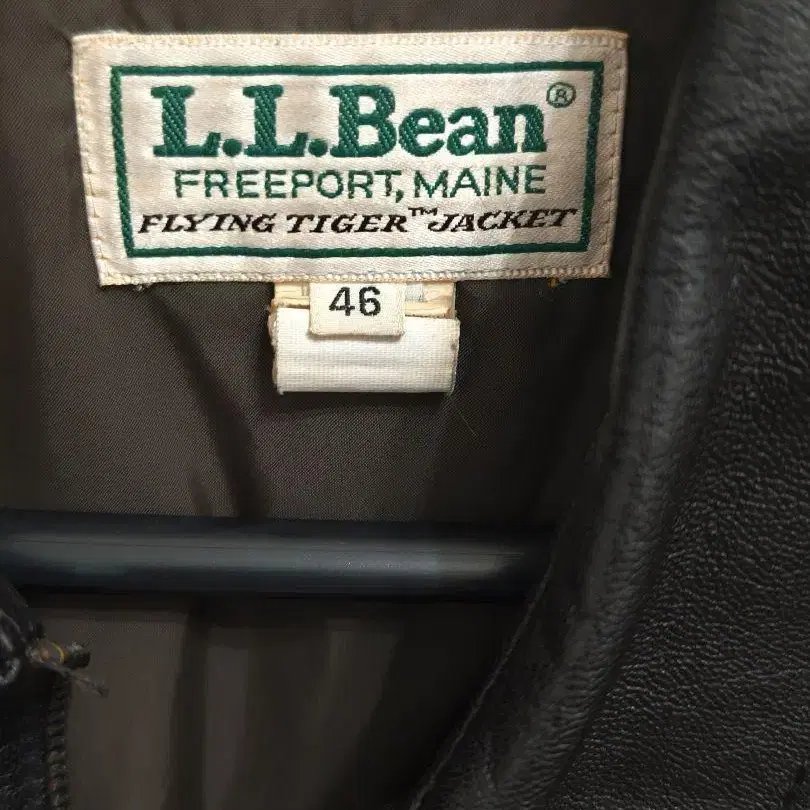 L.L.Bean®
FREEPORT, MAINE
FLYING TIGER™ JACKET
46